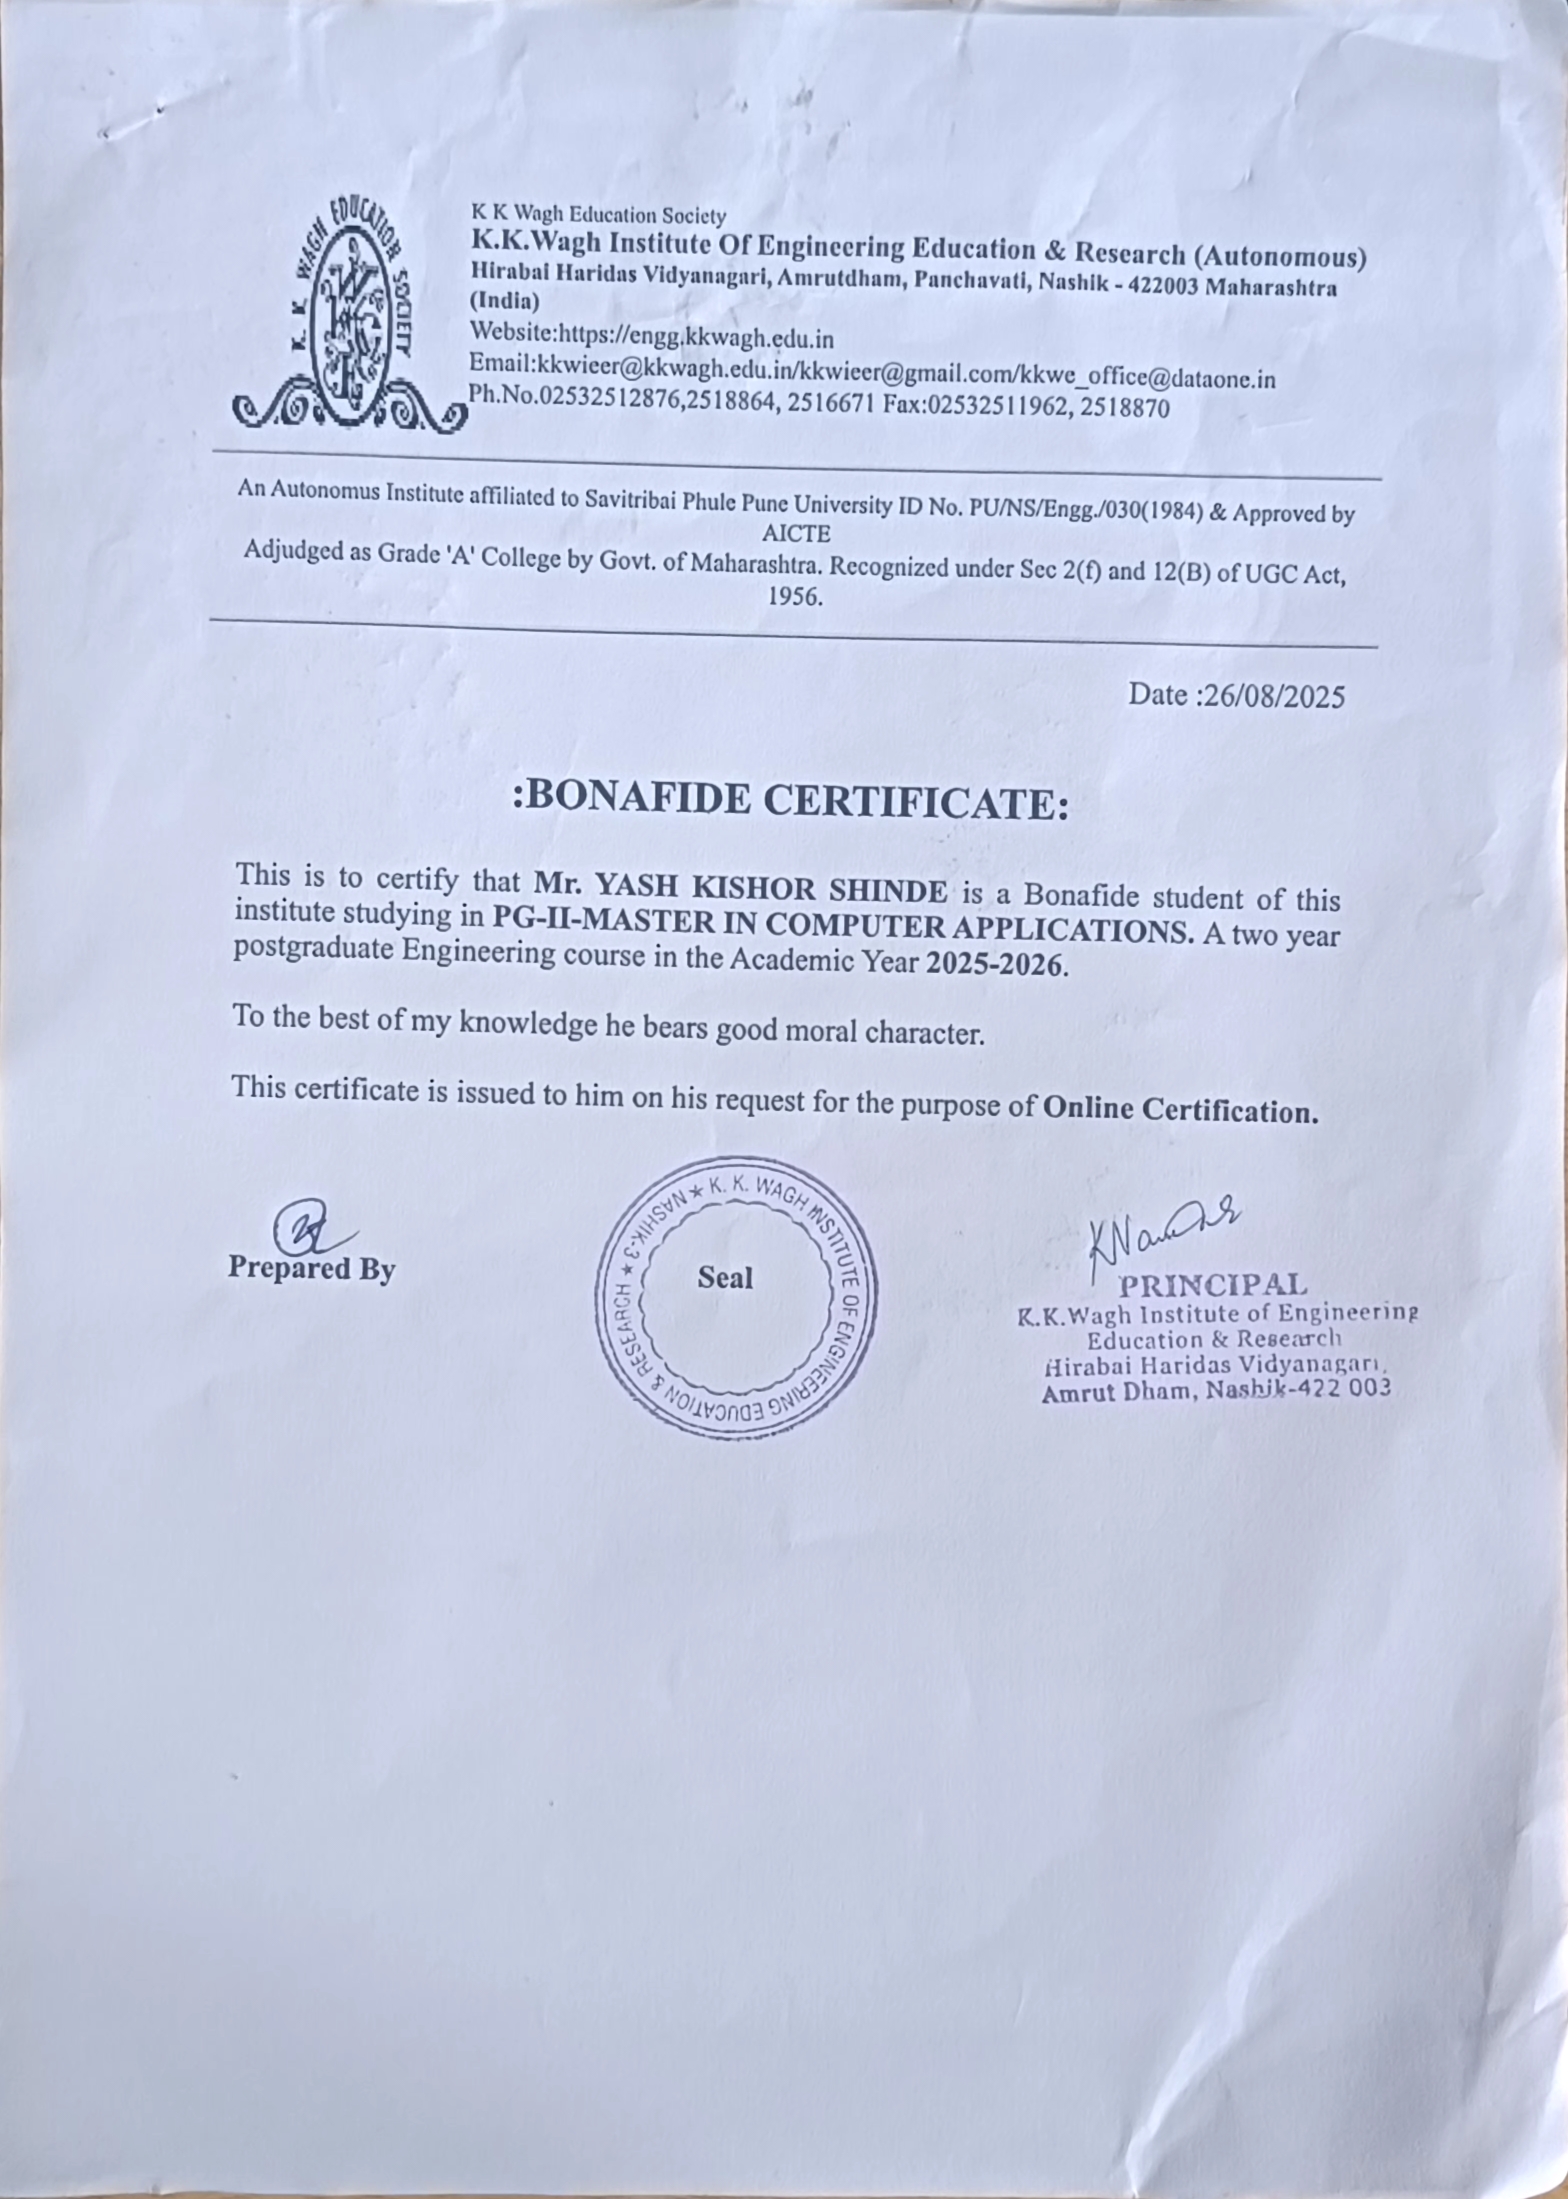 K. K. WAGH EDUCATION SOCIETY
K K Wagh Education Society
K.K.Wagh Institute Of Engineering Education & Research (Autonomous)
Hirabai Haridas Vidyanagari, Amrutdham, Panchavati, Nashik - 422003 Maharashtra
(India)
Website:https://engg.kkwagh.edu.in
Email:kkwieer@kkwagh.edu.in/kkwieer@gmail.com/kkwe_office@dataone.in
Ph.No.02532512876,2518864, 2516671 Fax:02532511962, 2518870
An Autonomus Institute affiliated to Savitribai Phule Pune University ID No. PU/NS/Engg./030(1984) & Approved by
AICTE
Adjudged as Grade 'A' College by Govt. of Maharashtra. Recognized under Sec 2(f) and 12(B) of UGC Act,
1956.
Date :26/08/2025
:BONAFIDE CERTIFICATE:
This is to certify that Mr. YASH KISHOR SHINDE is a Bonafide student of this
institute studying in PG-II-MASTER IN COMPUTER APPLICATIONS. A two year
postgraduate Engineering course in the Academic Year 2025-2026.
To the best of my knowledge he bears good moral character.
This certificate is issued to him on his request for the purpose of Online Certification.
Prepared By
K. K. WAGH INSTITUTE OF ENGINEERING EDUCATION & RESEARCH ★ NASHIK-3 ★
Seal
PRINCIPAL
K.K.Wagh Institute of Engineering
Education & Research
Hirabai Haridas Vidyanagari,
Amrut Dham, Nashik-422 003